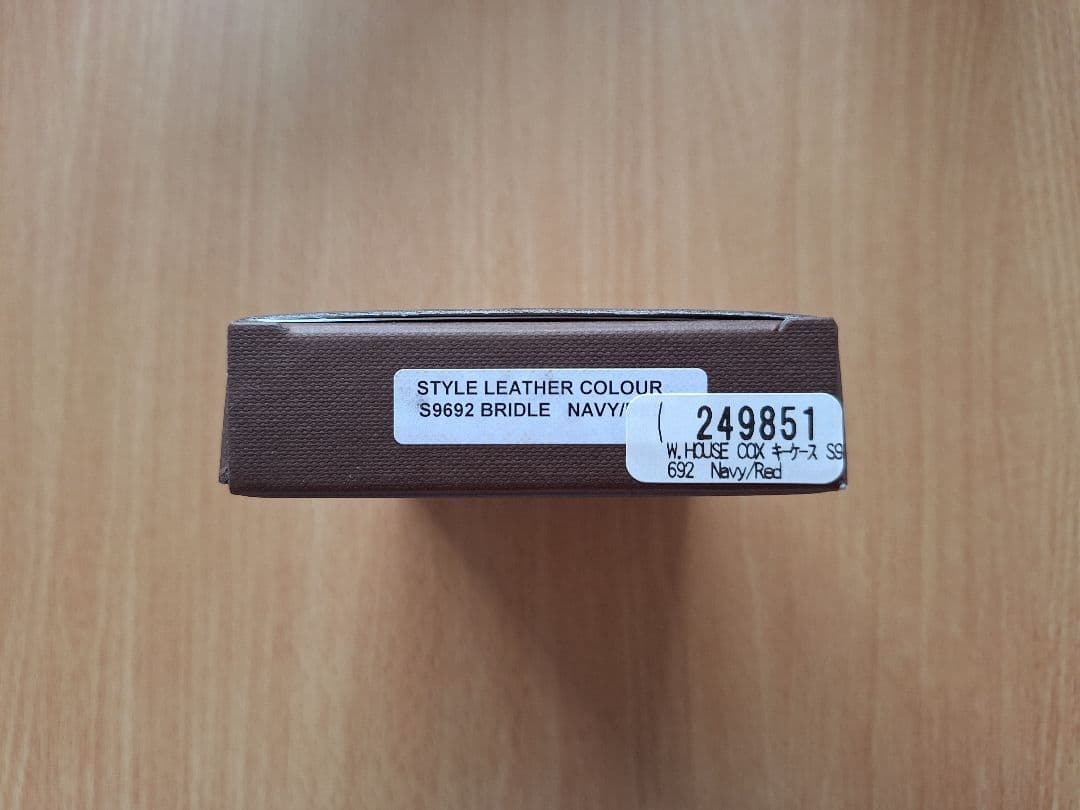 STYLE LEATHER COLOUR
S9692 BRIDLE NAVY/
249851
W.HOUSE COX キーケース S9
692 Navy/Red